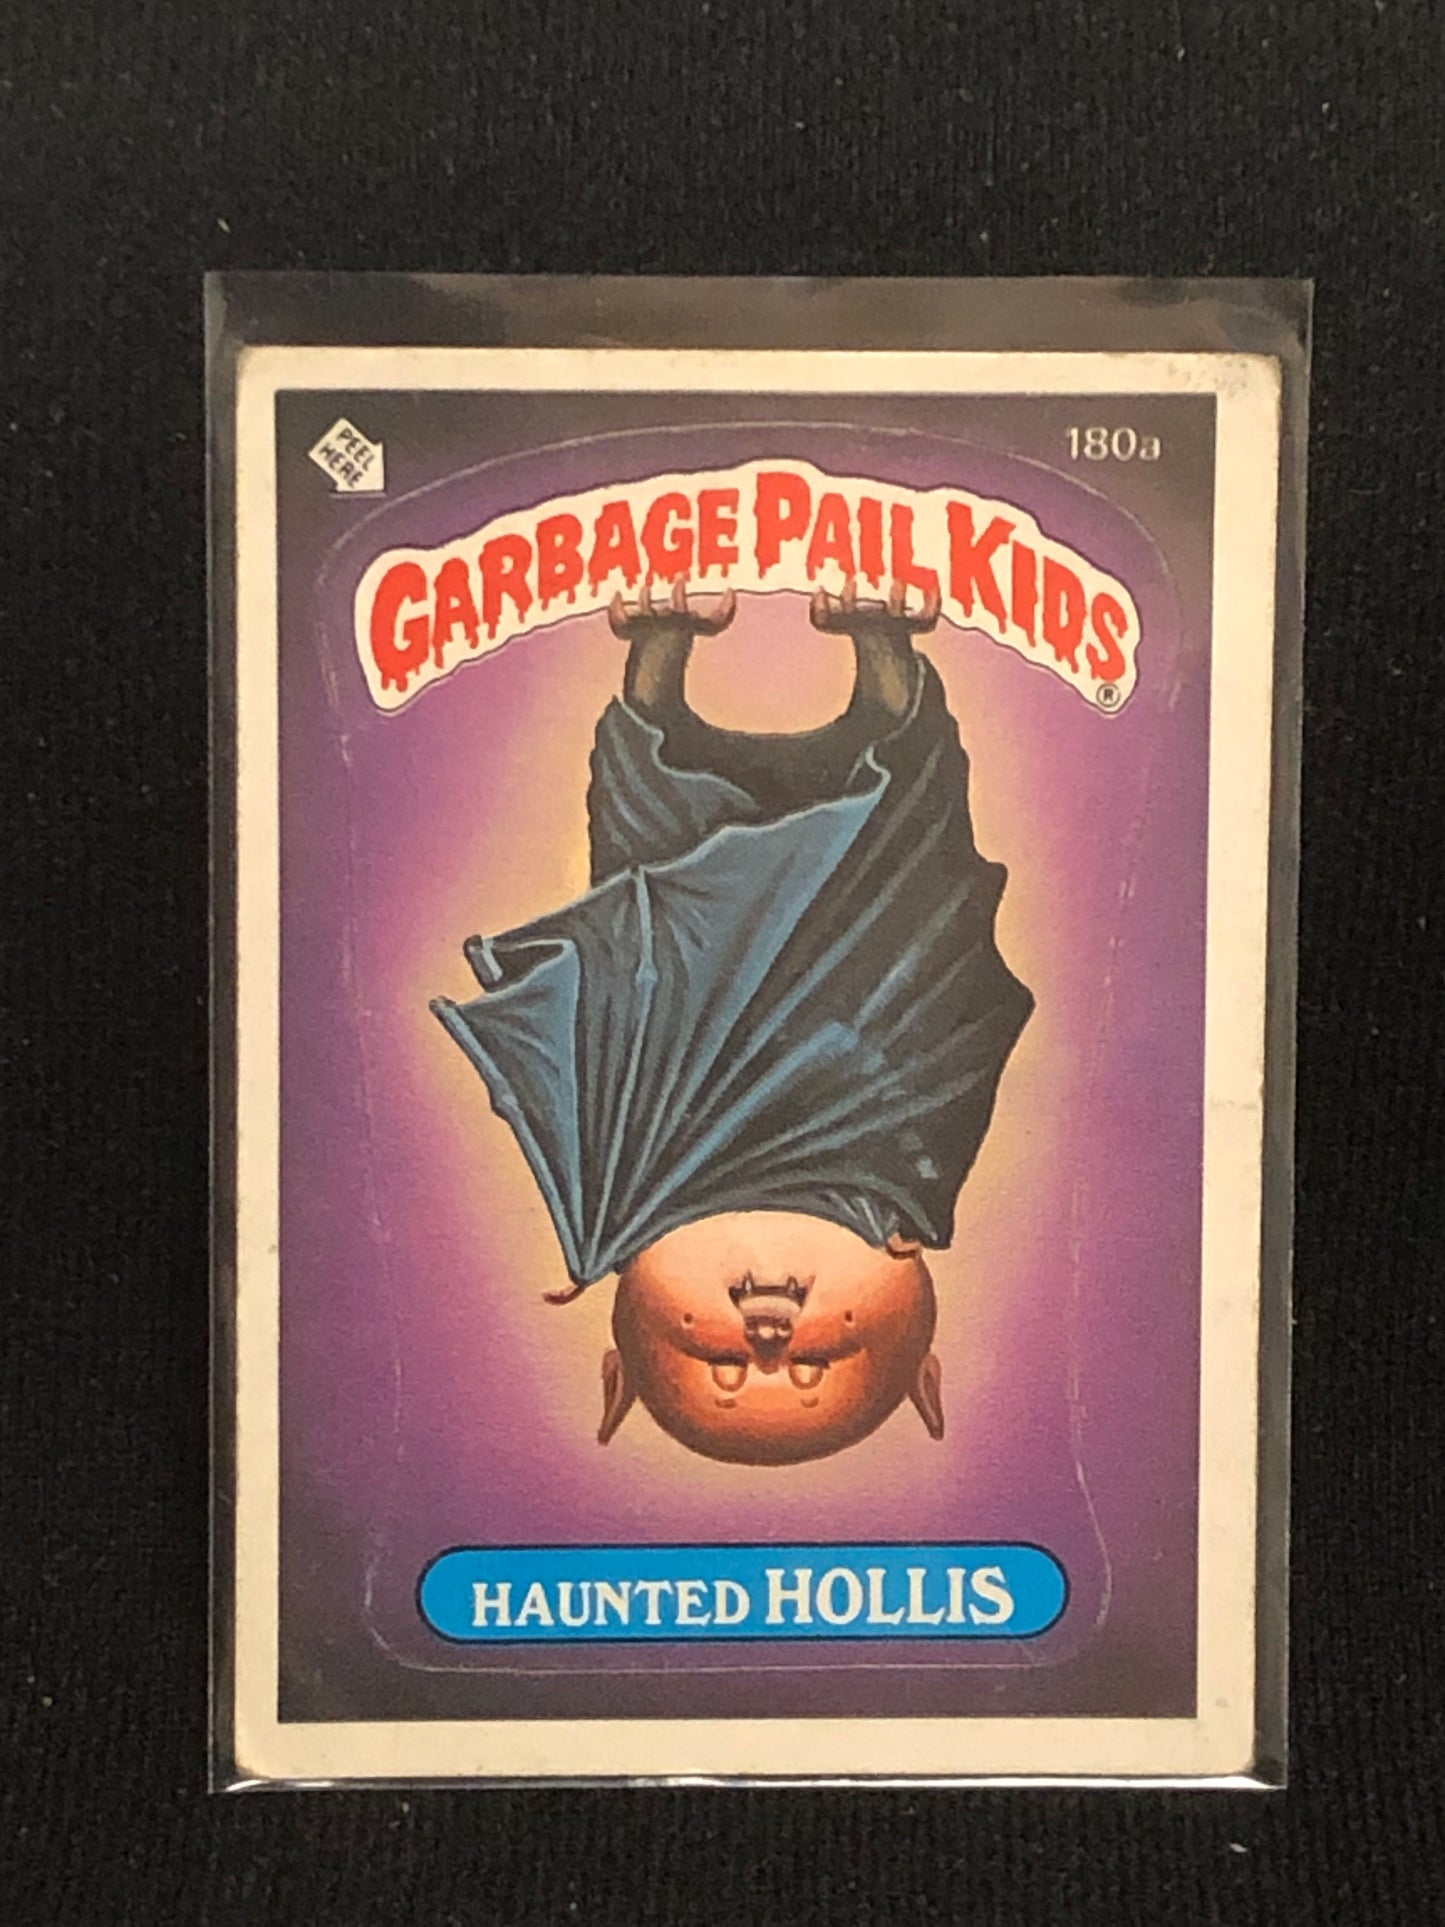 PEEL
HERE
180a
GARBAGE PAIL KIDS
®
HAUNTED HOLLIS